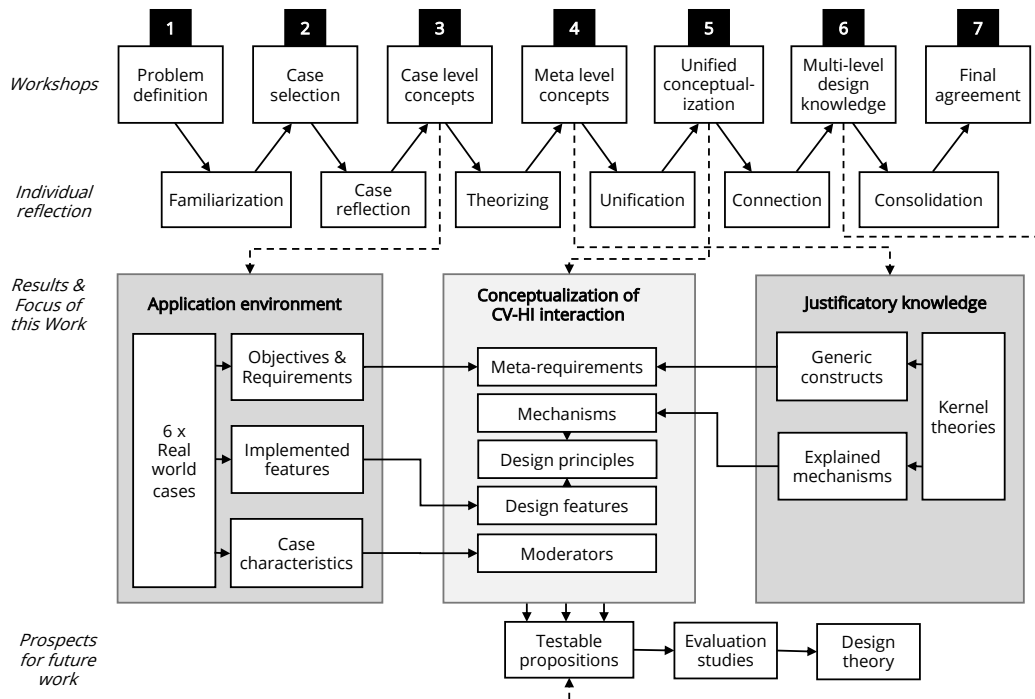 1
2
3
4
5
6
7
Workshops
Problem
definition
Case
selection
Case level
concepts
Meta level
concepts
Unified
conceptual-
ization
Multi-level
design
knowledge
Final
agreement
Individual
reflection
Familiarization
Case
reflection
Theorizing
Unification
Connection
Consolidation
Results &
Focus of
this Work
Application environment
6 x
Real
world
cases
Objectives &
Requirements
Implemented
features
Case
characteristics
Conceptualization of
CV-HI interaction
Meta-requirements
Mechanisms
Design principles
Design features
Moderators
Justificatory knowledge
Generic
constructs
Explained
mechanisms
Kernel
theories
Prospects
for future
work
Testable
propositions
Evaluation
studies
Design
theory